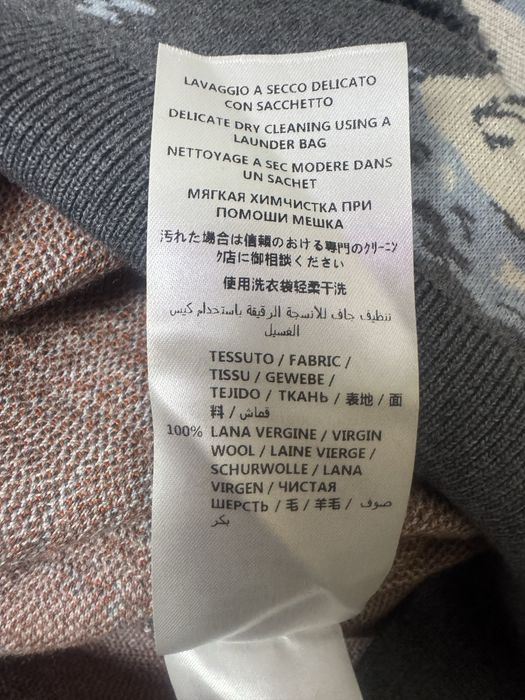 LAVAGGIO A SECCO DELICATO
CON SACCHETTO
DELICATE DRY CLEANING USING A
LAUNDER BAG
NETTOYAGE A SEC MODERE DANS
UN SACHET
МЯГКАЯ ХИМЧИСТКА ПРИ
ПОМОШИ МЕШКА
汚れた場合は信頼のおける専門のクリーニン
ク店に御相談ください
使用洗衣袋轻柔干洗
تنظيف جاف للأنسجة الرقيقة باستخدام كيس
الغسيل
TESSUTO / FABRIC /
TISSU / GEWEBE /
TEJIDO / ТКАНЬ / 表地 / 面
料 / قماش
100% LANA VERGINE / VIRGIN
WOOL / LAINE VIERGE /
SCHURWOLLE / LANA
VIRGEN / ЧИСТАЯ
ШЕРСТЬ / 毛 / 羊毛 / صوف
بكر